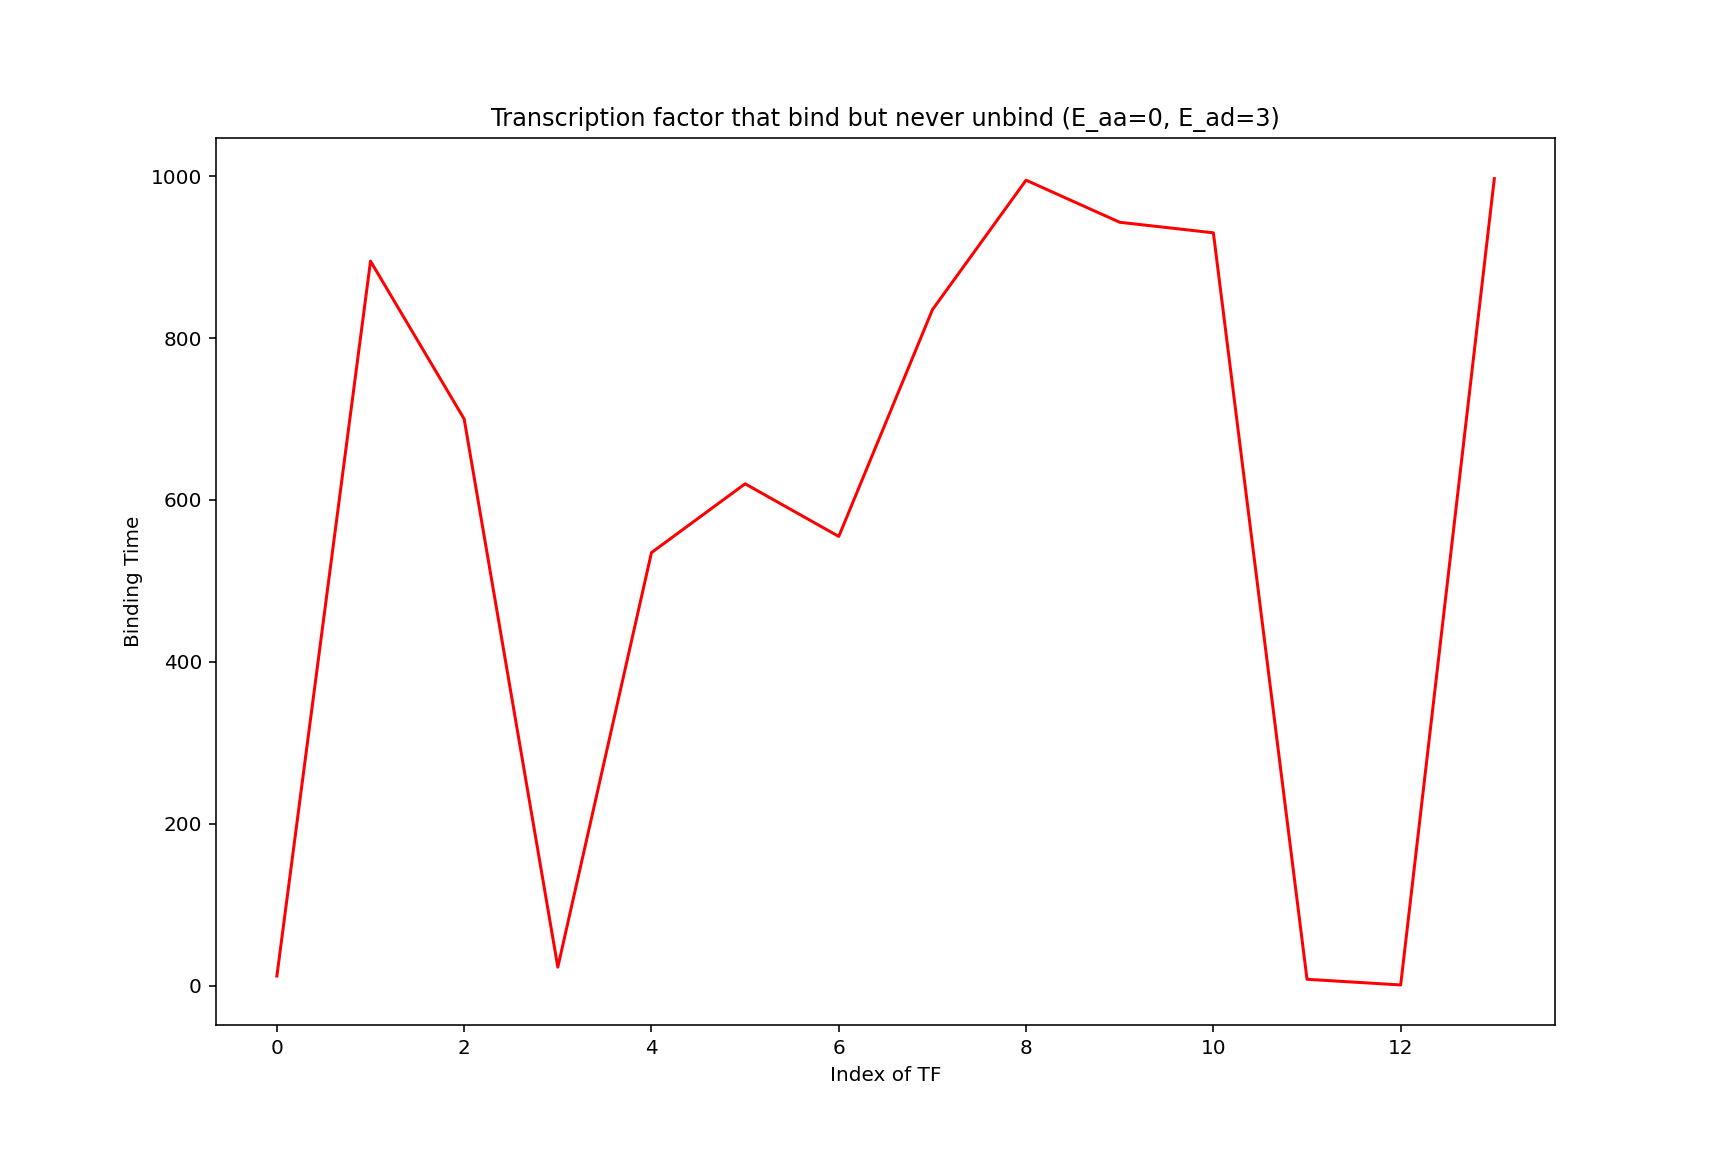 Transcription factor that bind but never unbind (E_aa=0, E_ad=3)
1000
800
600
400
200
0
Binding Time
0 2 4 6 8 10 12
Index of TF